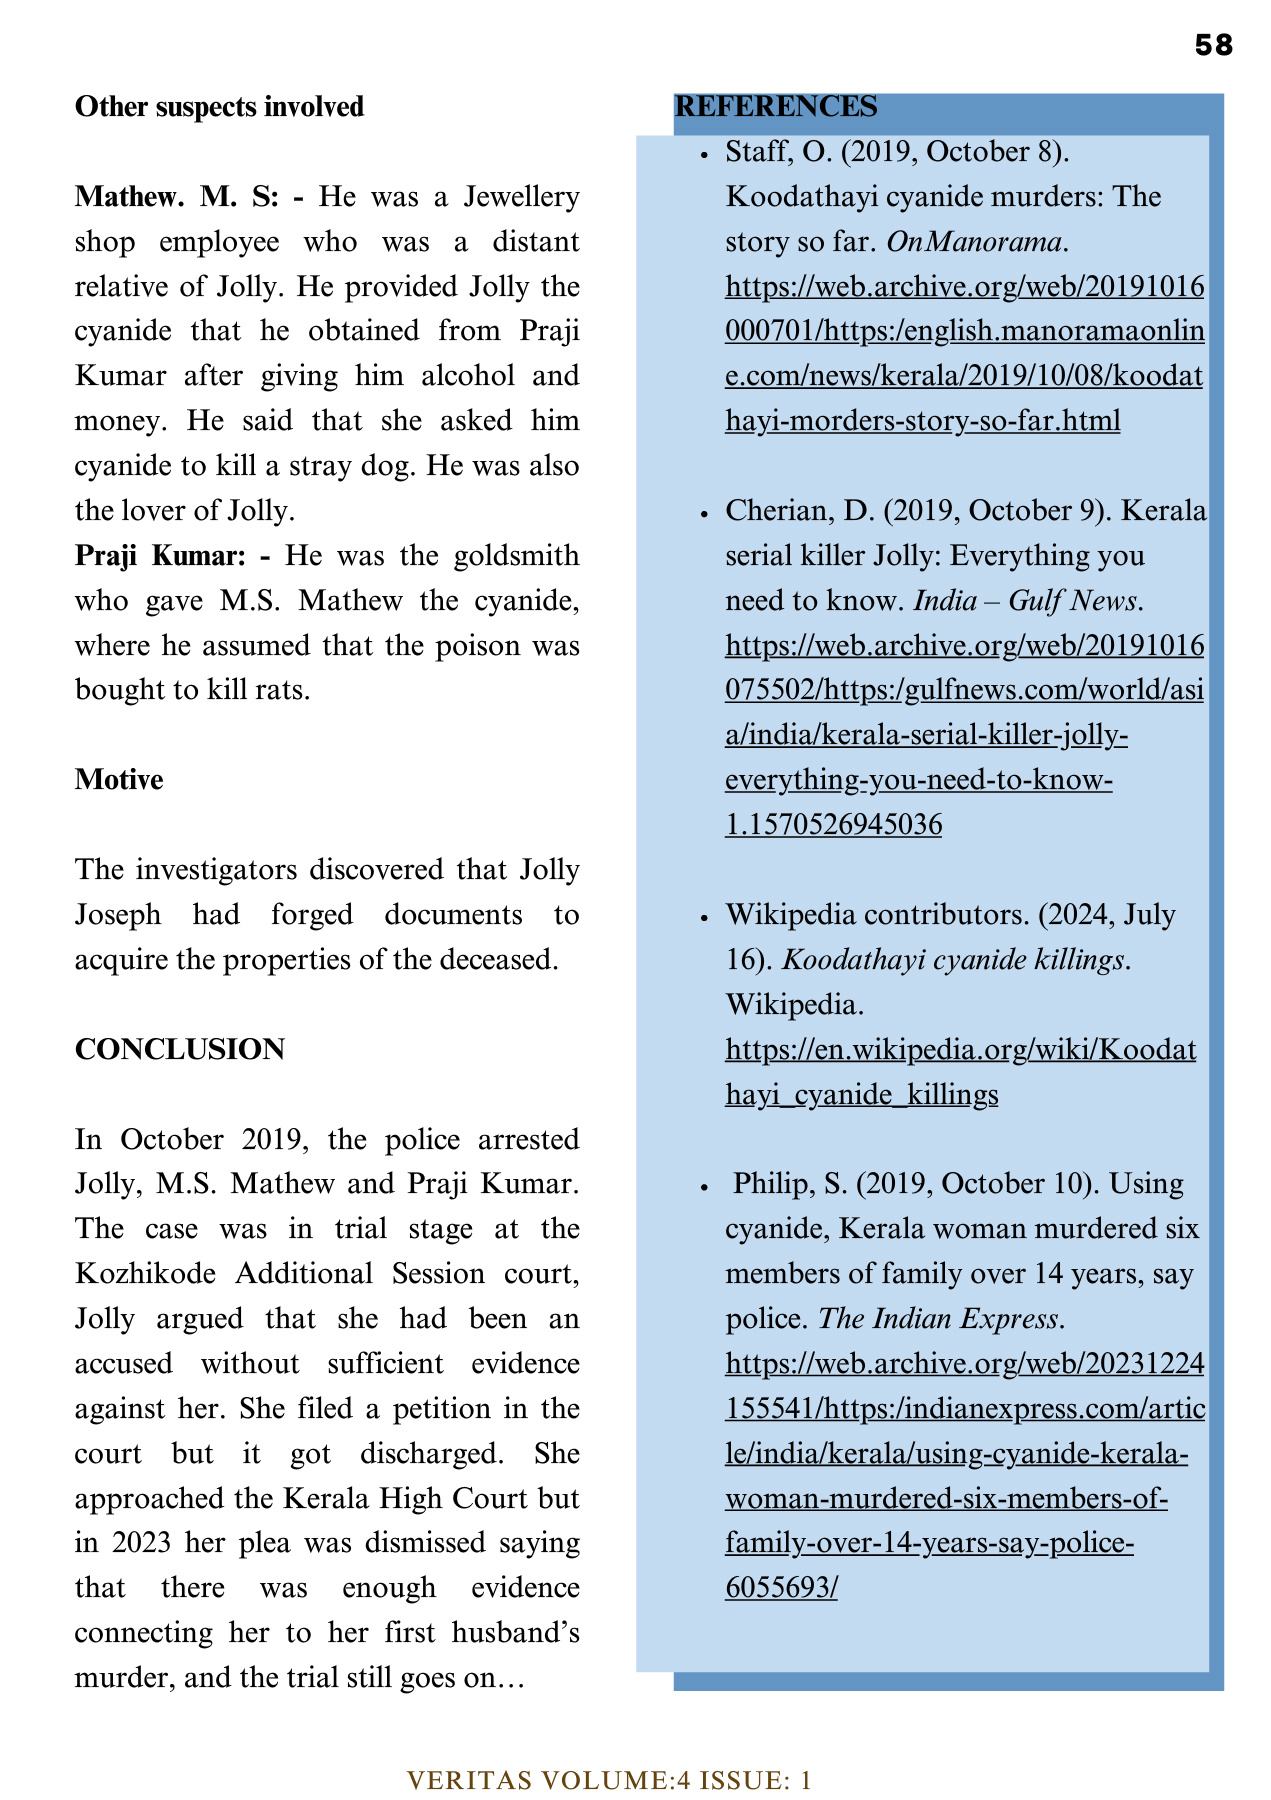 58
Other suspects involved
Mathew. M. S: - He was a Jewellery
shop employee who was a distant
relative of Jolly. He provided Jolly the
cyanide that he obtained from Praji
Kumar after giving him alcohol and
money. He said that she asked him
cyanide to kill a stray dog. He was also
the lover of Jolly.
Praji Kumar: - He was the goldsmith
who gave M.S. Mathew the cyanide,
where he assumed that the poison was
bought to kill rats.
Motive
The investigators discovered that Jolly
Joseph had forged documents to
acquire the properties of the deceased.
CONCLUSION
In October 2019, the police arrested
Jolly, M.S. Mathew and Praji Kumar.
The case was in trial stage at the
Kozhikode Additional Session court,
Jolly argued that she had been an
accused without sufficient evidence
against her. She filed a petition in the
court but it got discharged. She
approached the Kerala High Court but
in 2023 her plea was dismissed saying
that there was enough evidence
connecting her to her first husband’s
murder, and the trial still goes on…
REFERENCES
• Staff, O. (2019, October 8).
Koodathayi cyanide murders: The
story so far. OnManorama.
https://web.archive.org/web/20191016
000701/https:/english.manoramaonlin
e.com/news/kerala/2019/10/08/koodat
hayi-morders-story-so-far.html
• Cherian, D. (2019, October 9). Kerala
serial killer Jolly: Everything you
need to know. India – Gulf News.
https://web.archive.org/web/20191016
075502/https:/gulfnews.com/world/asi
a/india/kerala-serial-killer-jolly-
everything-you-need-to-know-
1.1570526945036
• Wikipedia contributors. (2024, July
16). Koodathayi cyanide killings.
Wikipedia.
https://en.wikipedia.org/wiki/Koodat
hayi_cyanide_killings
• Philip, S. (2019, October 10). Using
cyanide, Kerala woman murdered six
members of family over 14 years, say
police. The Indian Express.
https://web.archive.org/web/20231224
155541/https:/indianexpress.com/artic
le/india/kerala/using-cyanide-kerala-
woman-murdered-six-members-of-
family-over-14-years-say-police-
6055693/
VERITAS VOLUME:4 ISSUE: 1